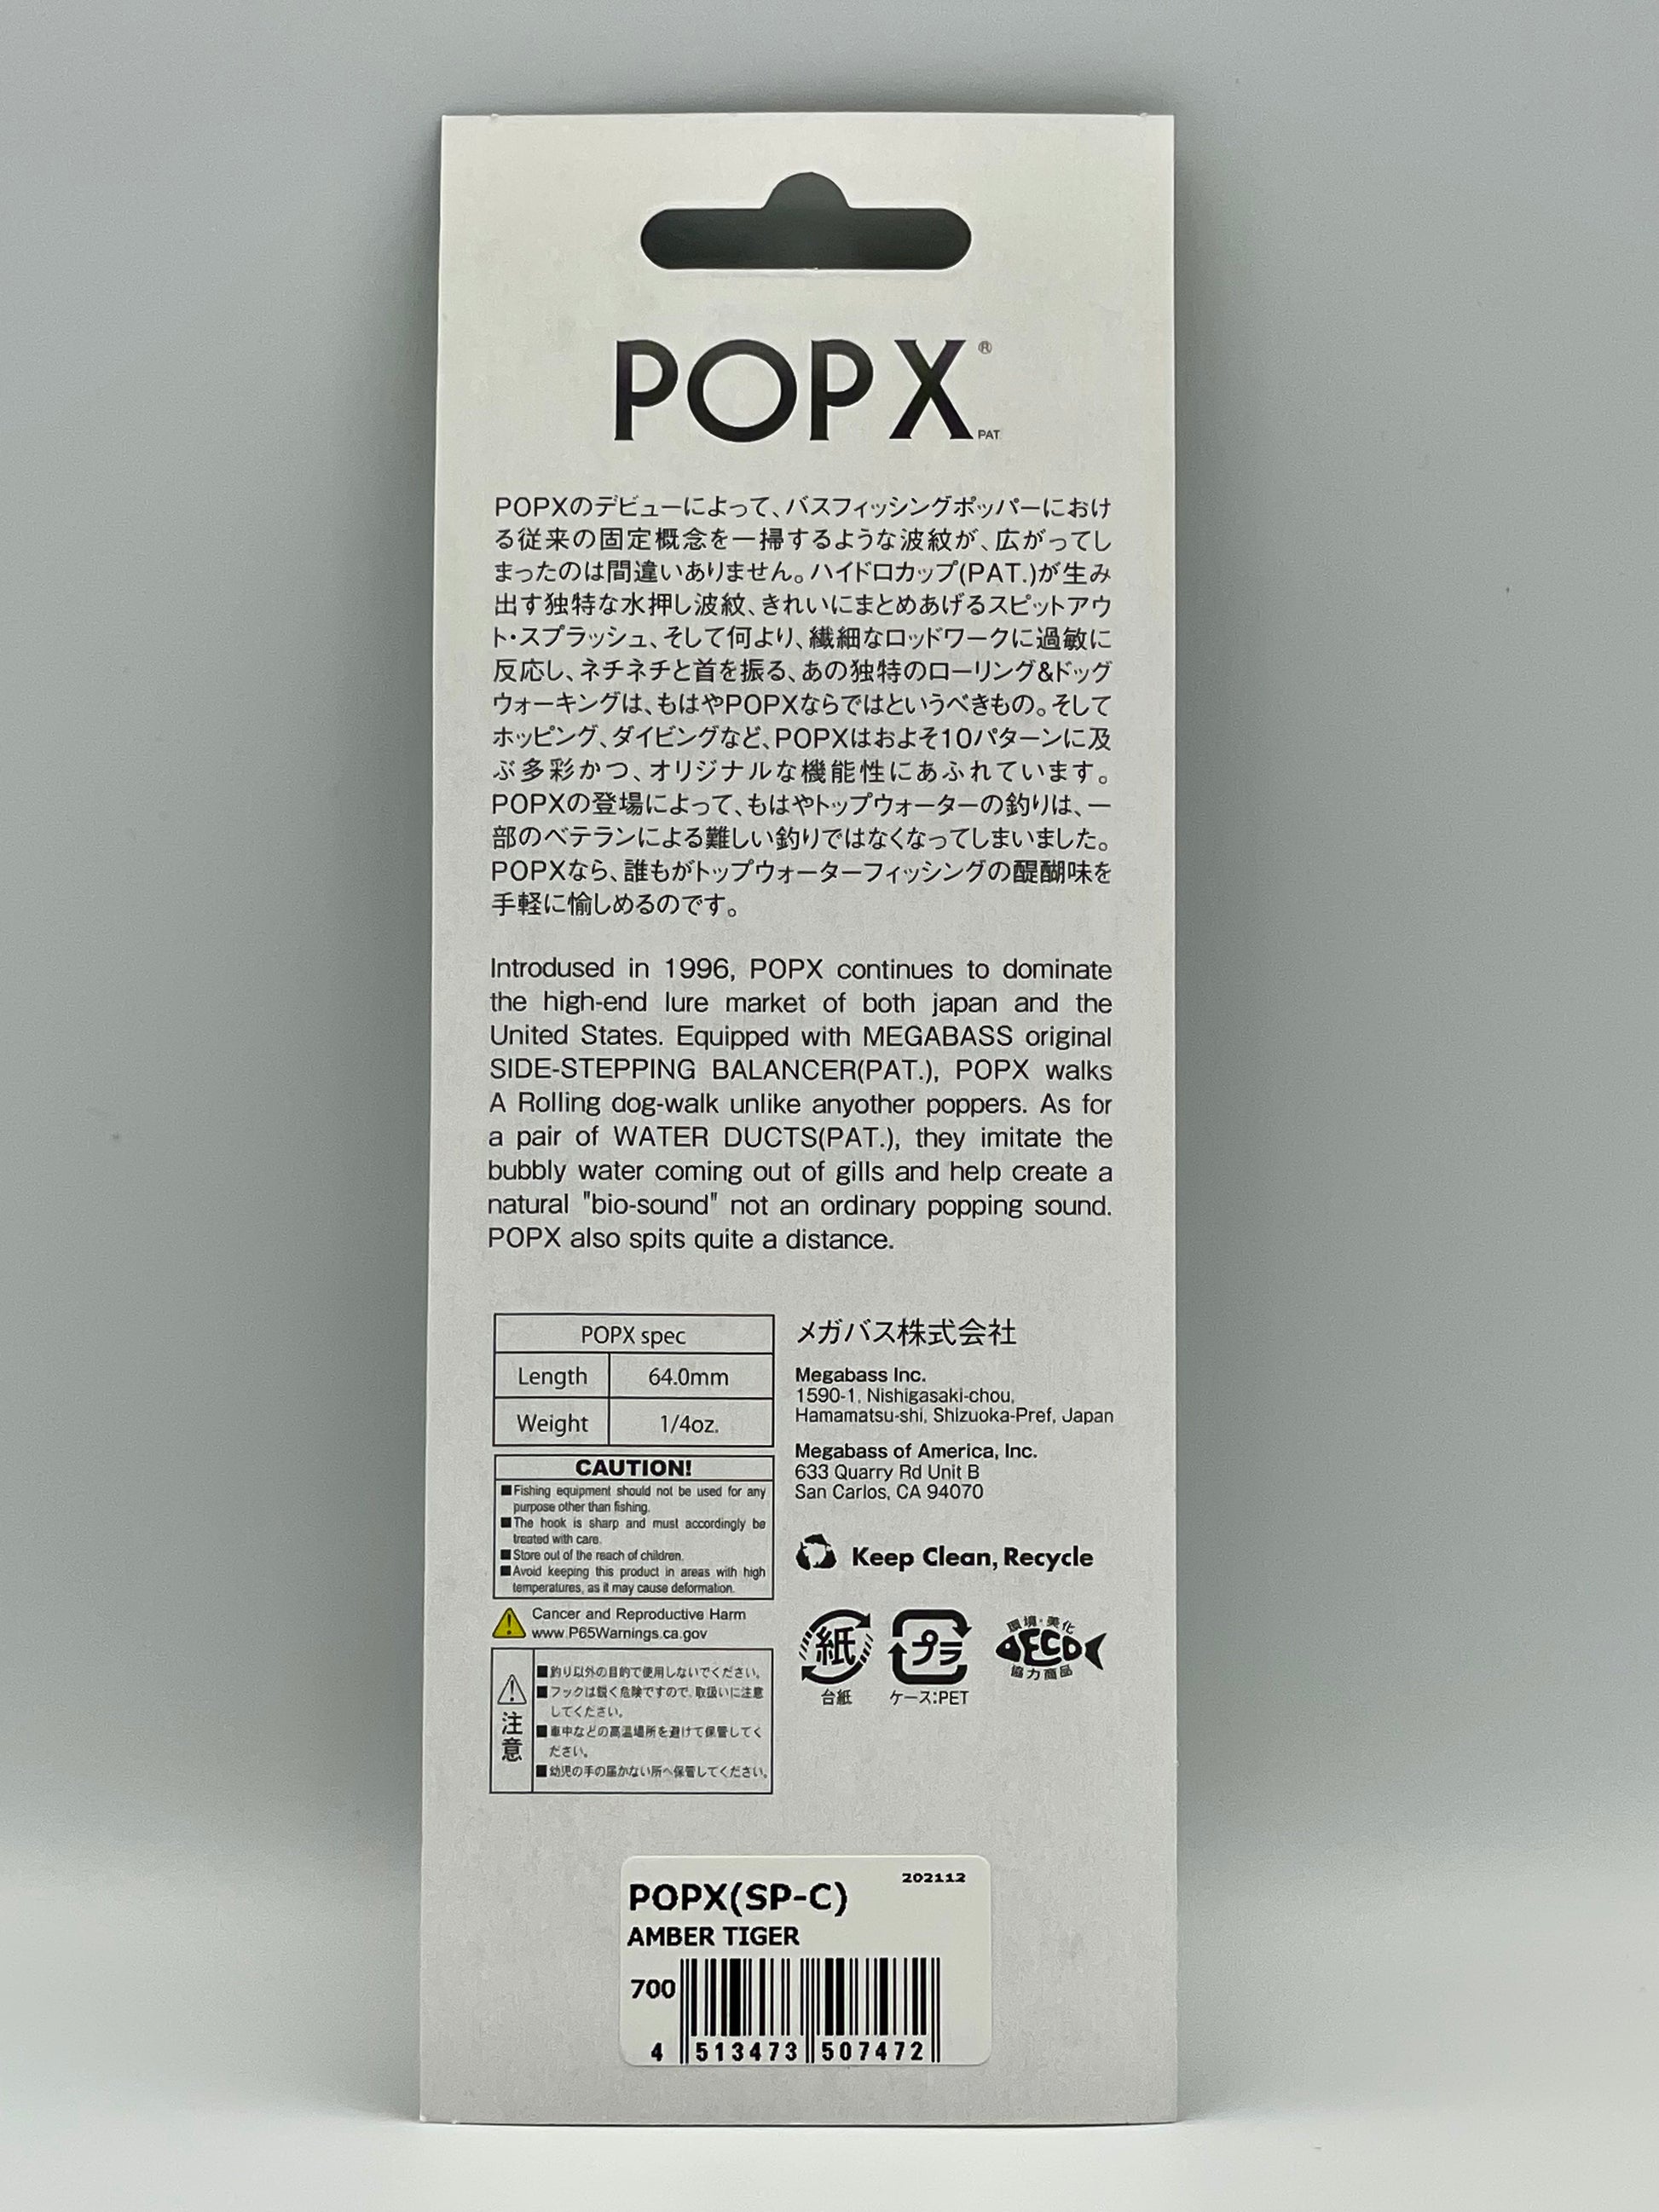 POPX®
PAT
POPXのデビューによって、バスフィッシングポッパーにおけ
る従来の固定概念を一掃するような波紋が、広がってし
まったのは間違いありません。ハイドロカップ(PAT.)が生み
出す独特な水押し波紋、きれいにまとめあげるスピットアウ
ト・スプラッシュ、そして何より、繊細なロッドワークに過敏に
反応し、ネチネチと首を振る、あの独特のローリング&ドッグ
ウォーキングは、もはやPOPXならではというべきもの。そして
ホッピング、ダイビングなど、POPXはおよそ10パターンに及
ぶ多彩かつ、オリジナルな機能性にあふれています。
POPXの登場によって、もはやトップウォーターの釣りは、一
部のベテランによる難しい釣りではなくなってしまいました。
POPXなら、誰もがトップウォーターフィッシングの醍醐味を
手軽に愉しめるのです。
Introdused in 1996, POPX continues to dominate
the high-end lure market of both japan and the
United States. Equipped with MEGABASS original
SIDE-STEPPING BALANCER(PAT.), POPX walks
A Rolling dog-walk unlike anyother poppers. As for
a pair of WATER DUCTS(PAT.), they imitate the
bubbly water coming out of gills and help create a
natural "bio-sound" not an ordinary popping sound.
POPX also spits quite a distance.
POPX spec
Length 64.0mm
Weight 1/4oz.
CAUTION!
■Fishing equipment should not be used for any
purpose other than fishing.
■The hook is sharp and must accordingly be
treated with care.
■Store out of the reach of children.
■Avoid keeping this product in areas with high
temperatures, as it may cause deformation.
Cancer and Reproductive Harm
www.P65Warnings.ca.gov
注意
■釣り以外の目的で使用しないでください。
■フックは鋭く危険ですので、取扱いに注意
してください。
■車中などの高温場所を避けて保管してく
ださい。
■幼児の手の届かない所へ保管してください。
メガバス株式会社
Megabass Inc.
1590-1, Nishigasaki-chou,
Hamamatsu-shi, Shizuoka-Pref, Japan
Megabass of America, Inc.
633 Quarry Rd Unit B
San Carlos, CA 94070
Keep Clean, Recycle
紙
台紙
プラ
ケース:PET
環境・美化
ECO
協力商品
202112
POPX(SP-C)
AMBER TIGER
700
4 513473 507472